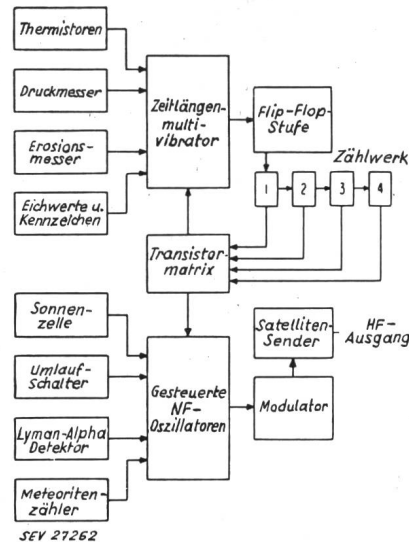 Thermistoren
Druckmesser
Erosions-
messer
Eichwerte u.
Kennzeichen
Zeitlängen-
multi-
vibrator
Flip-Flop-
Stufe
Zählwerk
1
2
3
4
Transistor-
matrix
Sonnen-
zelle
Umlauf-
Schalter
Lyman-Alpha
Detektor
Meteoriten-
zähler
Gesteuerte
NF-
Oszillatoren
Modulator
Satelliten-
Sender
HF-
Ausgang
SEV 27262